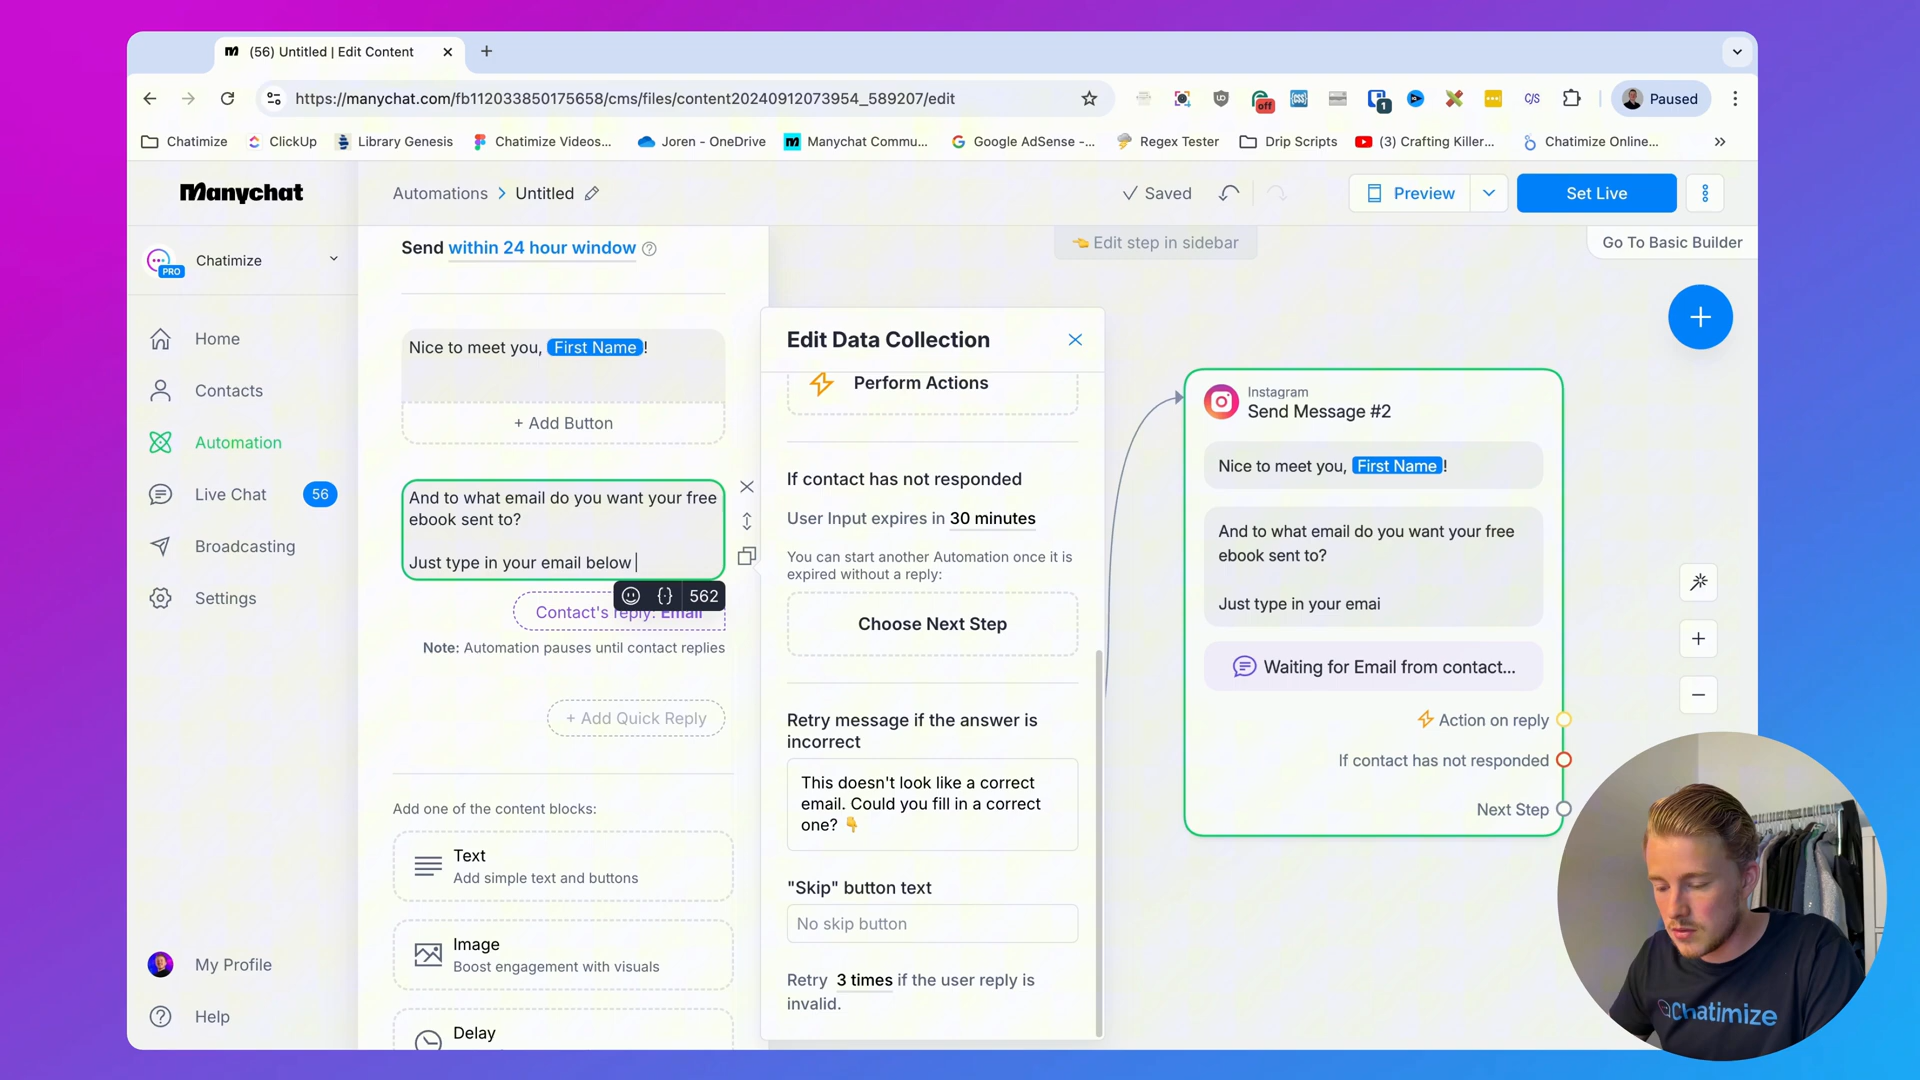 (56) Untitled | Edit Content
https://manychat.com/fb112033850175658/cms/files/content20240912073954_589207/edit
off
1
C/S
Paused
Chatimize
ClickUp
Library Genesis
Chatimize Videos...
Joren - OneDrive
Manychat Commu...
Google AdSense -...
Regex Tester
Drip Scripts
(3) Crafting Killer...
Chatimize Online...
Manychat
Automations > Untitled
Saved
Preview
Set Live
PRO
Chatimize
Home
Contacts
Automation
Live Chat
56
Broadcasting
Settings
My Profile
Help
Send within 24 hour window
Nice to meet you, First Name!
+ Add Button
And to what email do you want your free
ebook sent to?
Just type in your email below
562
Contact's reply: Email
Note: Automation pauses until contact replies
+ Add Quick Reply
Add one of the content blocks:
Text
Add simple text and buttons
Image
Boost engagement with visuals
Delay
Edit Data Collection
Perform Actions
If contact has not responded
User Input expires in 30 minutes
You can start another Automation once it is
expired without a reply:
Choose Next Step
Retry message if the answer is
incorrect
This doesn't look like a correct
email. Could you fill in a correct
one? 👇
"Skip" button text
No skip button
Retry 3 times if the user reply is
invalid.
👈 Edit step in sidebar
Go To Basic Builder
Instagram
Send Message #2
Nice to meet you, First Name!
And to what email do you want your free
ebook sent to?
Just type in your emai
Waiting for Email from contact...
Action on reply
If contact has not responded
Next Step
Chatimize